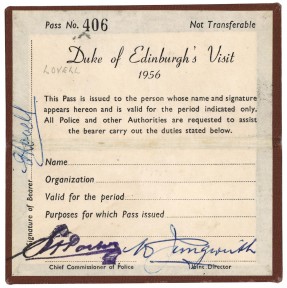 Pass No. 406 Not Transferable
Duke of Edinburgh's Visit
LOVELL
1956
This Pass is issued to the person whose name and signature
appears hereon and is valid for the period indicated only.
All Police and other Authorities are requested to assist
the bearer carry out the duties stated below.
Name
Organization
Valid for the period
Purposes for which Pass issued
Signature of Bearer
Lovell
Chief Commissioner of Police
Director